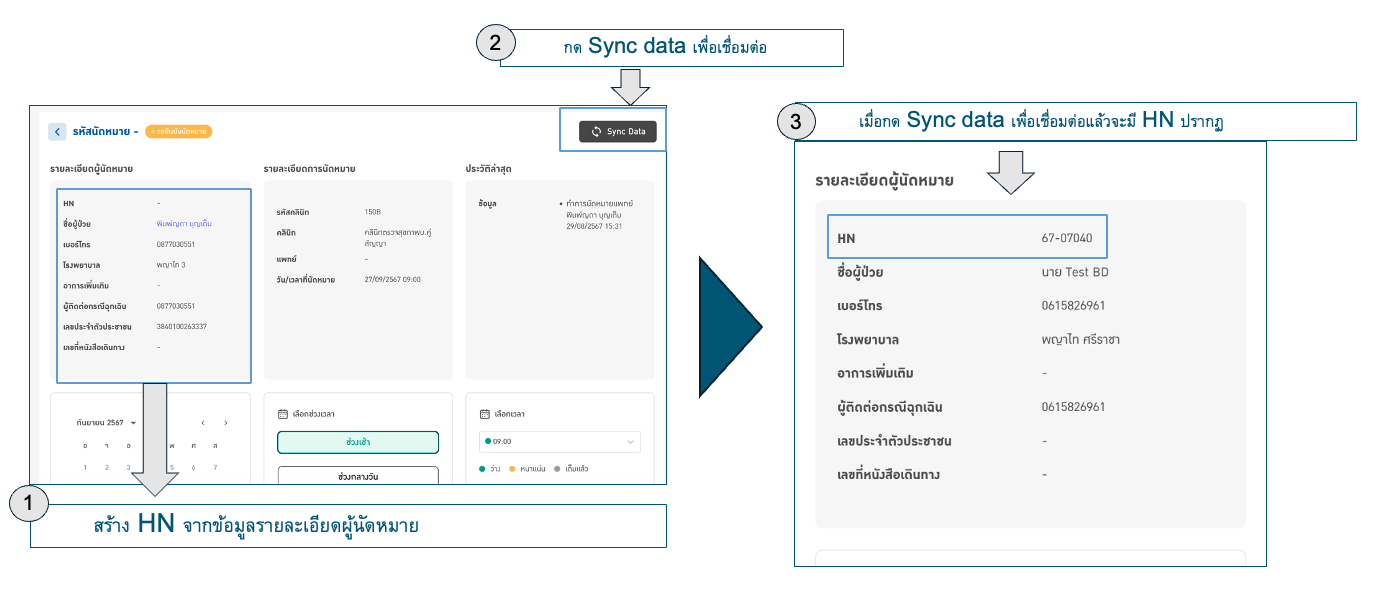 2
กด Sync data เพื่อเชื่อมต่อ
รหัสนัดหมาย -
รอยืนยันนัดหมาย
Sync Data
รายละเอียดผู้นัดหมาย
HN -
ชื่อผู้ป่วย พิมพ์ญาดา บุญเต็ม
เบอร์โทร 0877030551
โรงพยาบาล พญาไท 3
อาการเพิ่มเติม -
ผู้ติดต่อกรณีฉุกเฉิน 0877030551
เลขประจำตัวประชาชน 3840100263337
เลขที่หนังสือเดินทาง -
รายละเอียดการนัดหมาย
รหัสคลินิก 150B
คลินิก คลินิกตรวจสุขภาพบ.คู่
สัญญา
แพทย์ -
วัน/เวลาที่นัดหมาย 27/09/2567 09:00
ประวัติล่าสุด
ข้อมูล • ทำการนัดหมายแพทย์
พิมพ์ญาดา บุญเต็ม
29/08/2567 15:31
กันยายน 2567
อ จ อ พ ศ ส
1 2 3 5 6 7
เลือกช่วงเวลา
ช่วงเช้า
ช่วงกลางวัน
เลือกเวลา
09:00
ว่าง หนาแน่น เต็มแล้ว
1
สร้าง HN จากข้อมูลรายละเอียดผู้นัดหมาย
3
เมื่อกด Sync data เพื่อเชื่อมต่อแล้วจะมี HN ปรากฏ
รายละเอียดผู้นัดหมาย
HN 67-07040
ชื่อผู้ป่วย นาย Test BD
เบอร์โทร 0615826961
โรงพยาบาล พญาไท ศรีราชา
อาการเพิ่มเติม -
ผู้ติดต่อกรณีฉุกเฉิน 0615826961
เลขประจำตัวประชาชน -
เลขที่หนังสือเดินทาง -